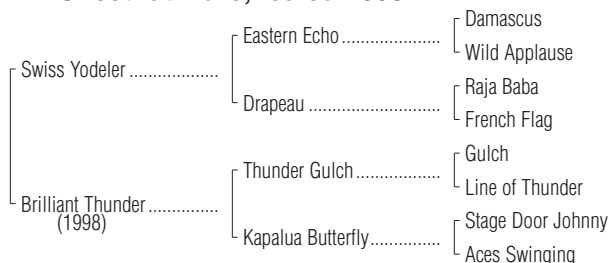 Damascus
Eastern Echo
Wild Applause
Swiss Yodeler
Raja Baba
Drapeau
French Flag
Gulch
Thunder Gulch
Line of Thunder
Brilliant Thunder
(1998)
Stage Door Johnny
Kapalua Butterfly
Aces Swinging